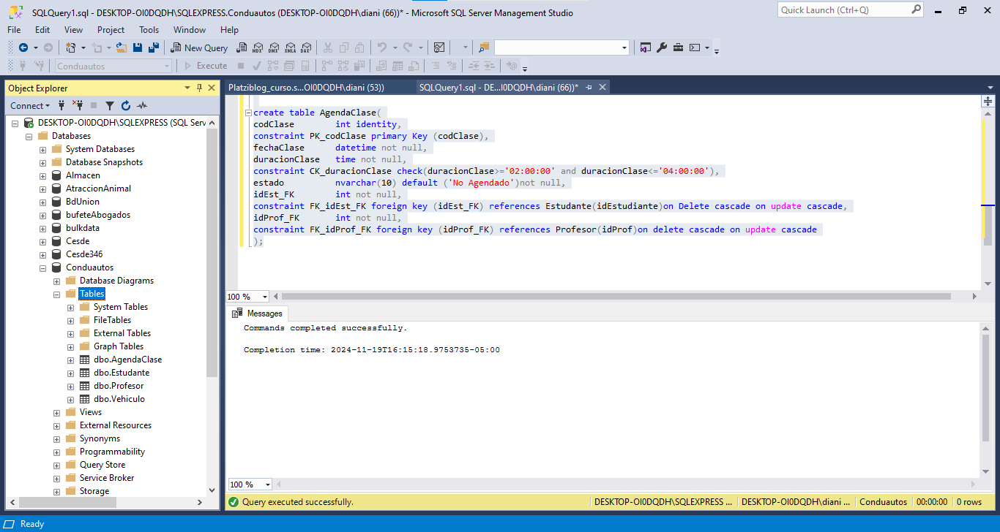 SQLQuery1.sql - DESKTOP-OI0DQDH\SQLEXPRESS.Conduautos (DESKTOP-OI0DQDH\diani (66))* - Microsoft SQL Server Management Studio
Quick Launch (Ctrl+Q)
File Edit View Project Tools Window Help
New Query MDX DMX XMLA DAX
Conduautos Execute
Object Explorer
Connect
DESKTOP-OI0DQDH\SQLEXPRESS (SQL Serv
Databases
System Databases
Database Snapshots
Almacen
AtraccionAnimal
BdUnion
bufeteAbogados
bulkdata
Cesde
Cesde346
Conduautos
Database Diagrams
Tables
System Tables
FileTables
External Tables
Graph Tables
dbo.AgendaClase
dbo.Estudante
dbo.Profesor
dbo.Vehiculo
Views
External Resources
Synonyms
Programmability
Query Store
Service Broker
Storage
Platziblog_curso.s...OI0DQDH\diani (53))
SQLQuery1.sql - DE...I0DQDH\diani (66))*
create table AgendaClase(
codClase int identity,
constraint PK_codClase primary Key (codClase),
fechaClase datetime not null,
duracionClase time not null,
constraint CK_duracionClase check(duracionClase>='02:00:00' and duracionClase<='04:00:00'),
estado nvarchar(10) default ('No Agendado')not null,
idEst_FK int not null,
constraint FK_idEst_FK foreign key (idEst_FK) references Estudante(idEstudiante)on Delete cascade on update cascade,
idProf_FK int not null,
constraint FK_idProf_FK foreign key (idProf_FK) references Profesor(idProf)on delete cascade on update cascade
);
100 %
Messages
Commands completed successfully.
Completion time: 2024-11-19T16:15:18.9753735-05:00
100 %
Query executed successfully.
DESKTOP-OI0DQDH\SQLEXPRESS ... DESKTOP-OI0DQDH\diani ... Conduautos 00:00:00 0 rows
Ready